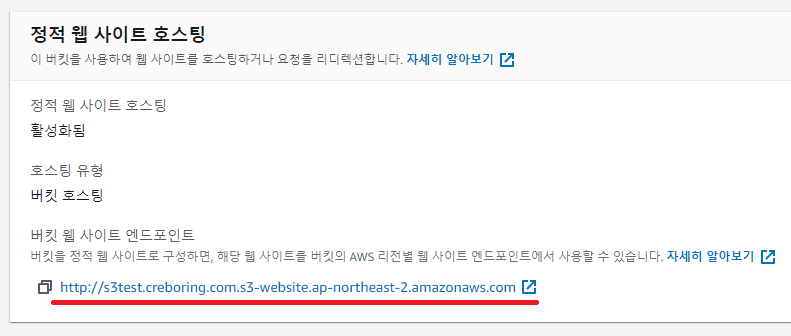 정적 웹 사이트 호스팅
이 버킷을 사용하여 웹 사이트를 호스팅하거나 요청을 리디렉션합니다. 자세히 알아보기
정적 웹 사이트 호스팅
활성화됨
호스팅 유형
버킷 호스팅
버킷 웹 사이트 엔드포인트
버킷을 정적 웹 사이트로 구성하면, 해당 웹 사이트를 버킷의 AWS 리전별 웹 사이트 엔드포인트에서 사용할 수 있습니다. 자세히 알아보기
http://s3test.creboring.com.s3-website.ap-northeast-2.amazonaws.com